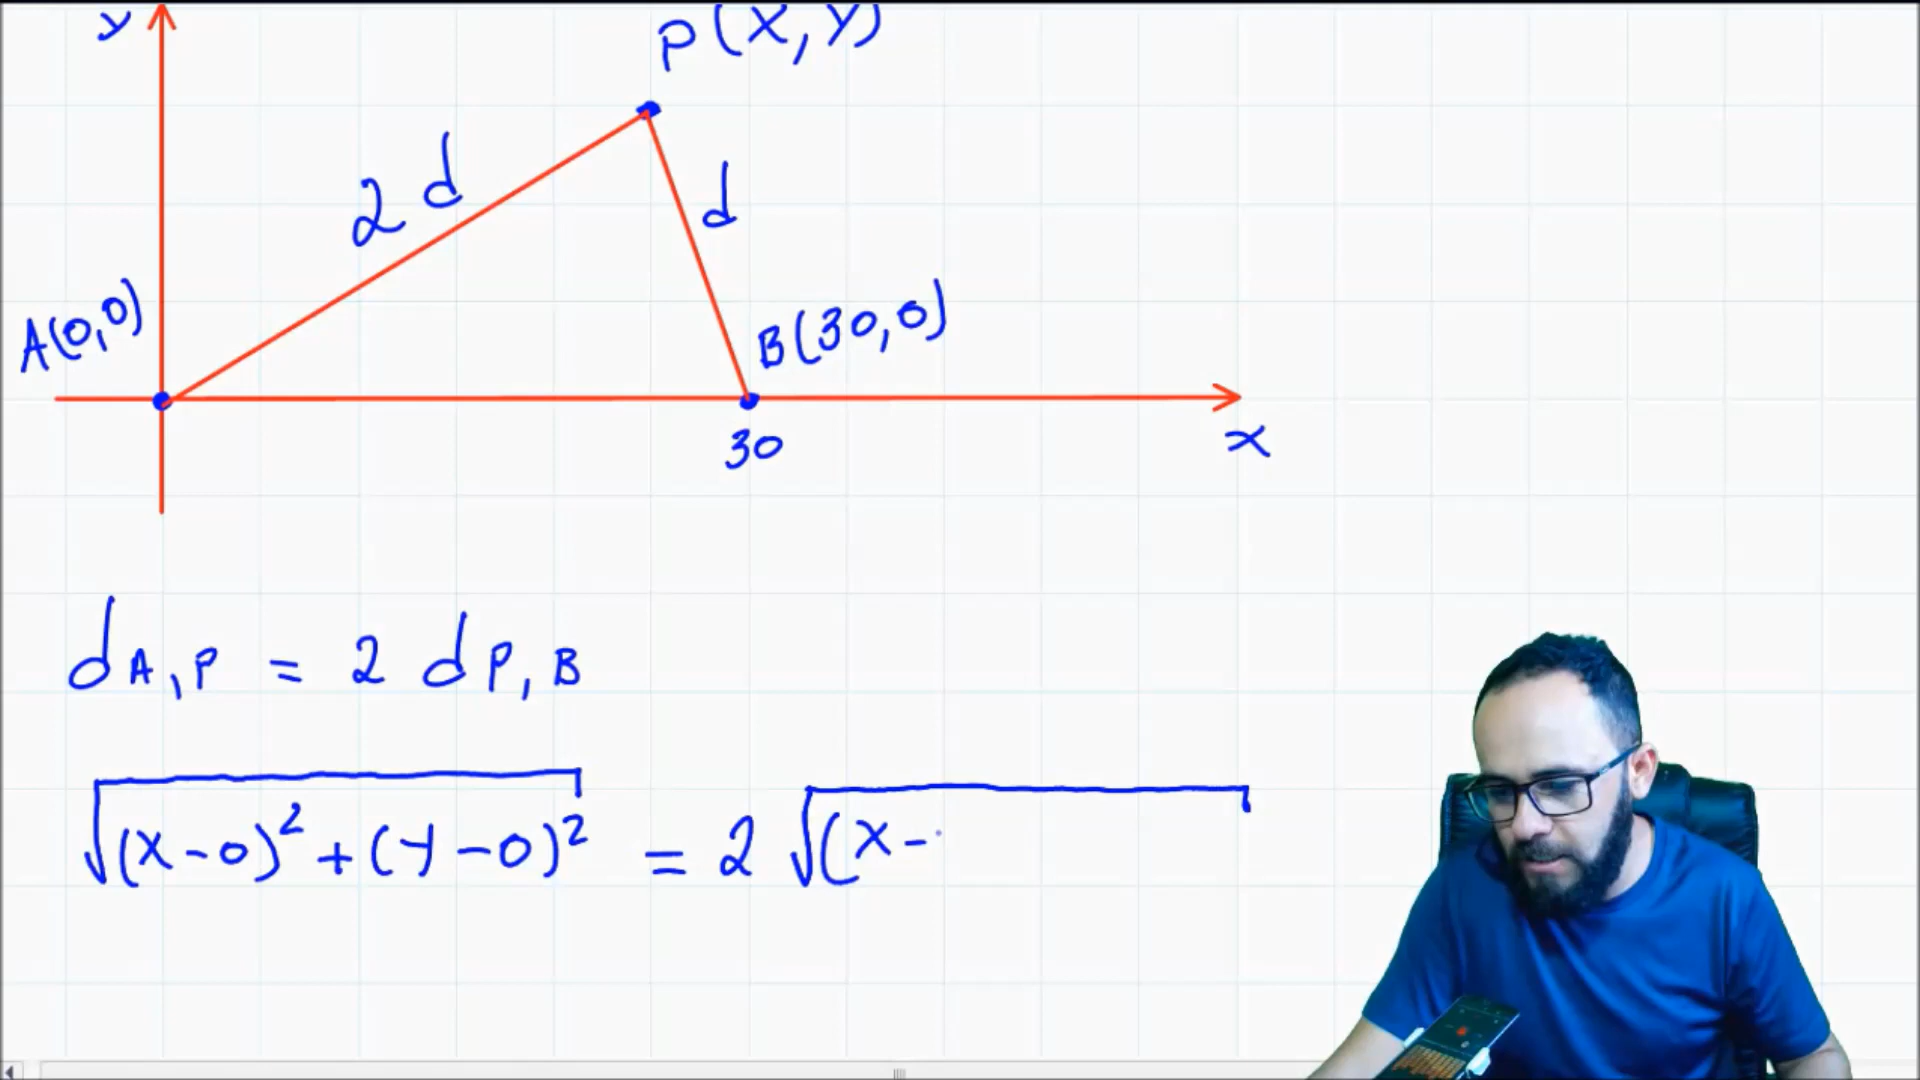 y
P(X,Y)
2d
d
A(0,0)
B(30,0)
30
x
dA,P = 2 dP,B
√(X-0)²+(Y-0)² = 2√(X-